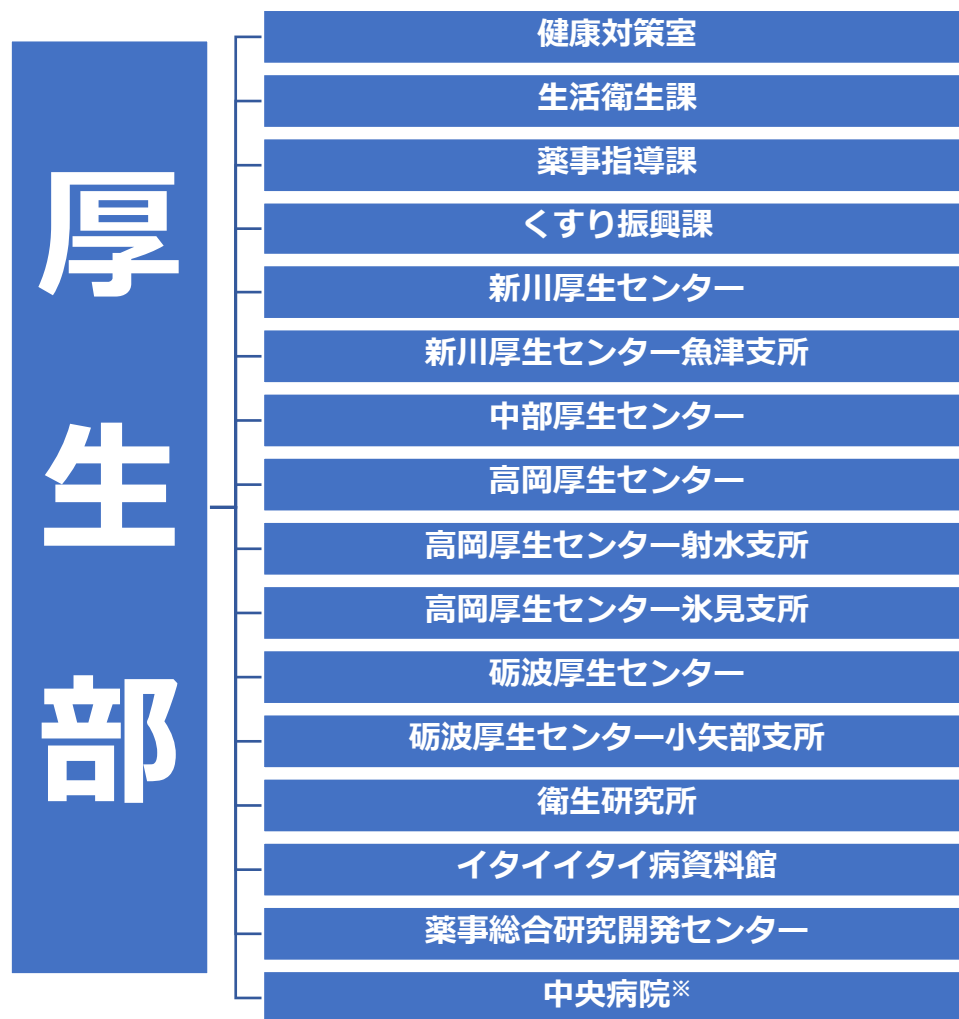 厚生部
健康対策室
生活衛生課
薬事指導課
くすり振興課
新川厚生センター
新川厚生センター魚津支所
中部厚生センター
高岡厚生センター
高岡厚生センター射水支所
高岡厚生センター氷見支所
砺波厚生センター
砺波厚生センター小矢部支所
衛生研究所
イタイイタイ病資料館
薬事総合研究開発センター
中央病院※